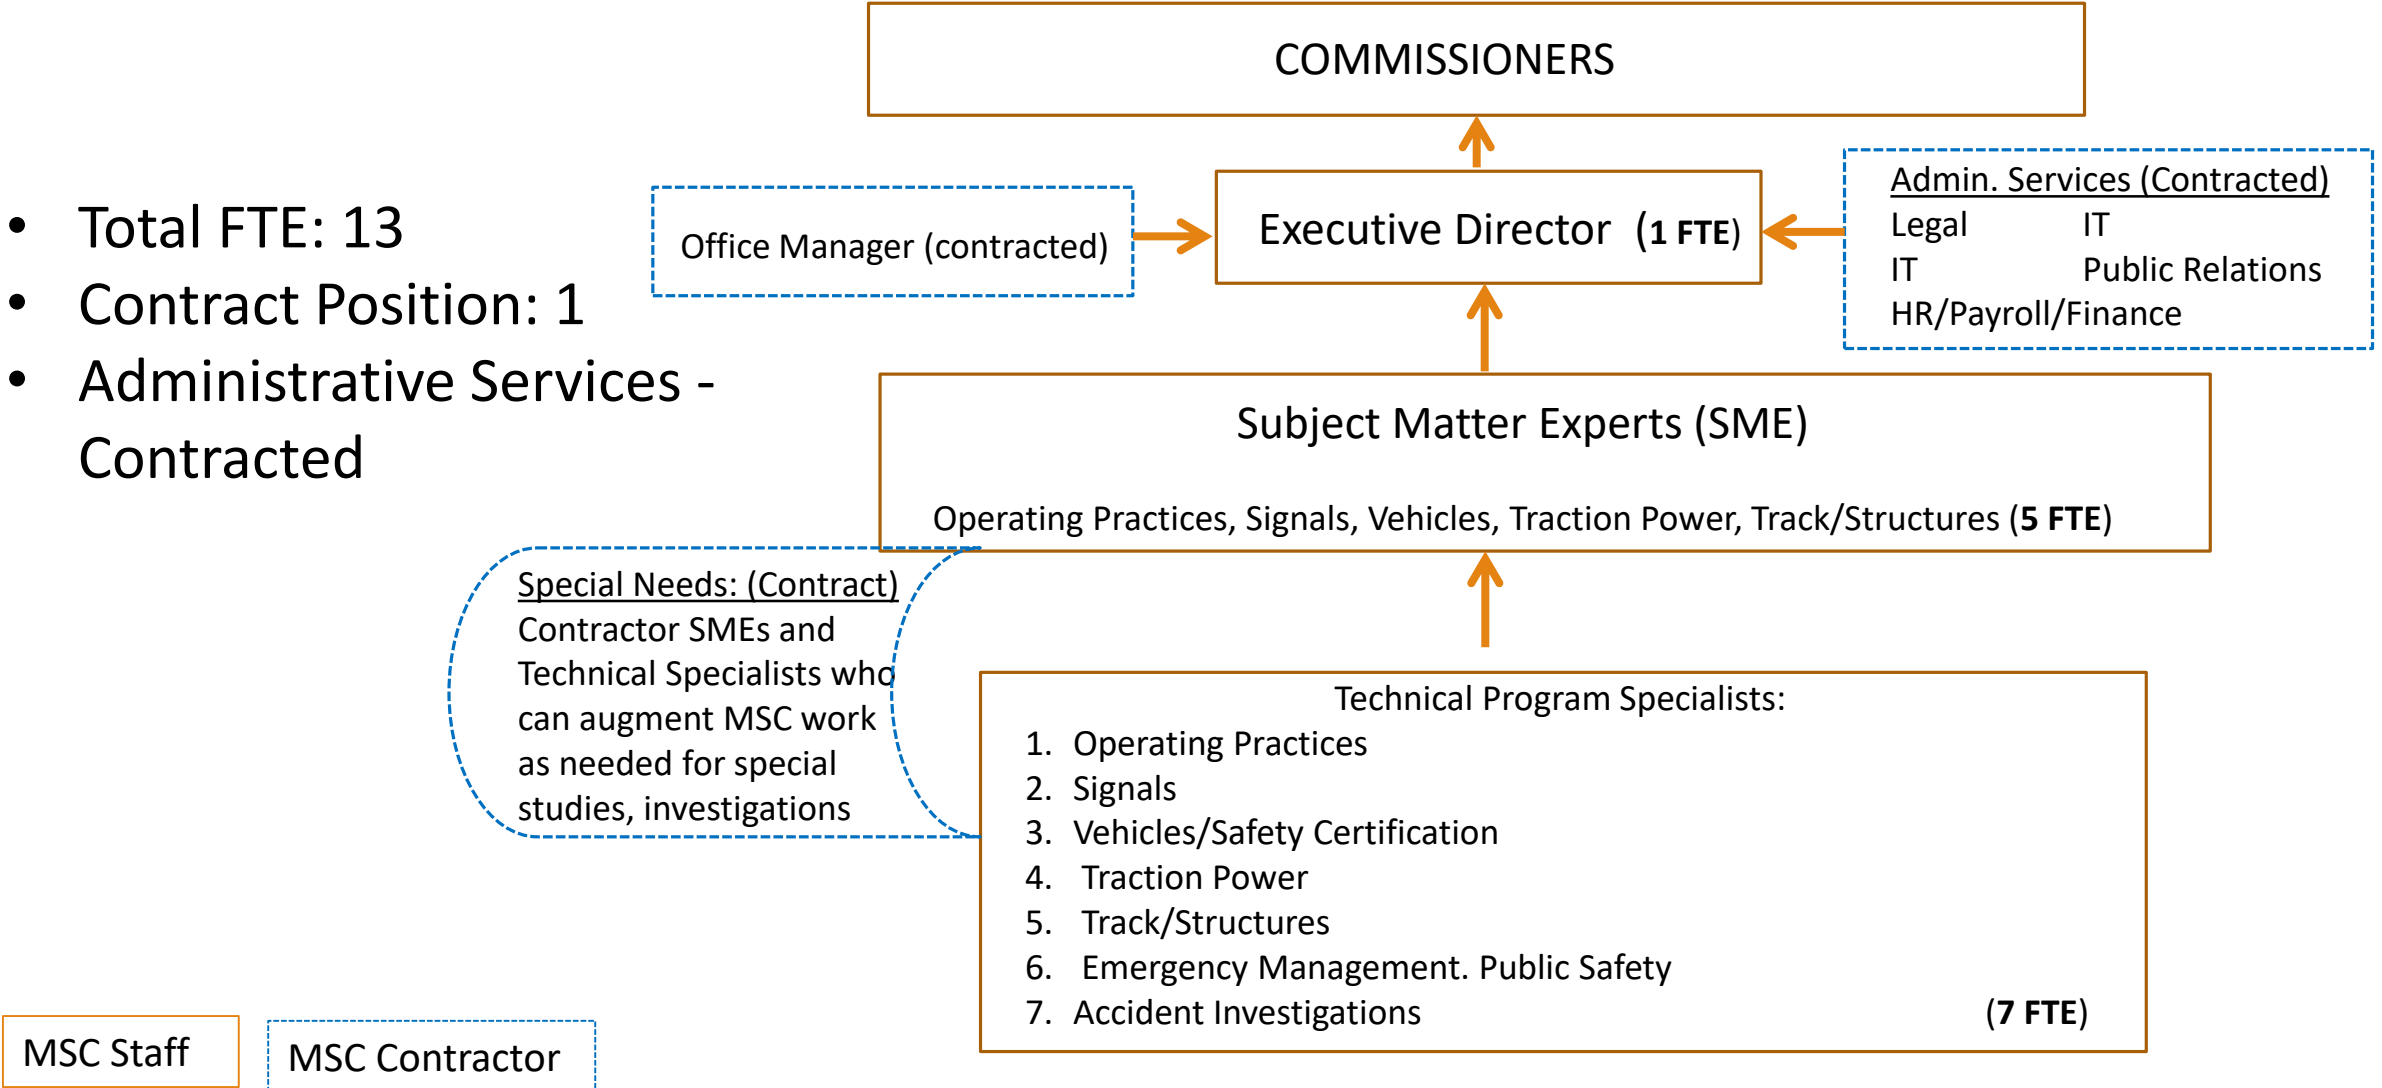 COMMISSIONERS
• Total FTE: 13
• Contract Position: 1
• Administrative Services -
Contracted
Office Manager (contracted)
Executive Director (1 FTE)
Admin. Services (Contracted)
Legal IT
IT Public Relations
HR/Payroll/Finance
Subject Matter Experts (SME)
Operating Practices, Signals, Vehicles, Traction Power, Track/Structures (5 FTE)
Special Needs: (Contract)
Contractor SMEs and
Technical Specialists who
can augment MSC work
as needed for special
studies, investigations
Technical Program Specialists:
1. Operating Practices
2. Signals
3. Vehicles/Safety Certification
4. Traction Power
5. Track/Structures
6. Emergency Management. Public Safety
7. Accident Investigations (7 FTE)
MSC Staff
MSC Contractor